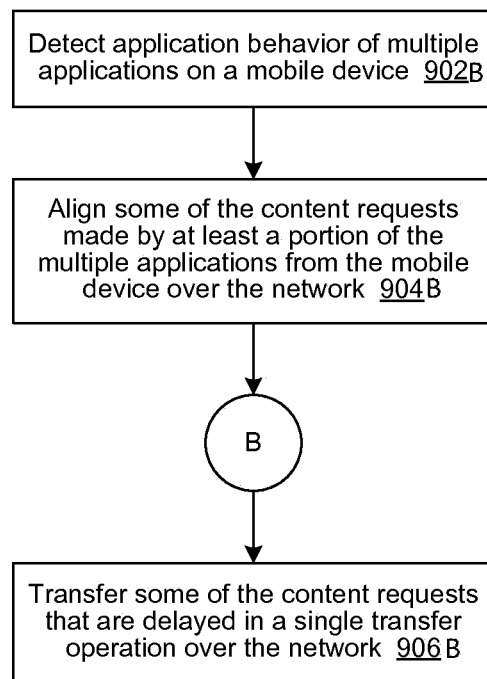 Detect application behavior of multiple
applications on a mobile device 902B
Align some of the content requests
made by at least a portion of the
multiple applications from the mobile
device over the network 904B
B
Transfer some of the content requests
that are delayed in a single transfer
operation over the network 906B